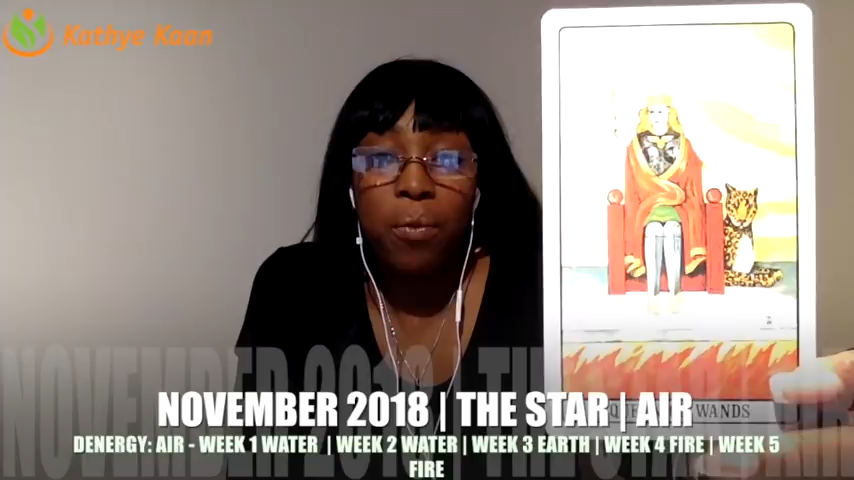 Kathye Kaan
NOVEMBER 2018 | THE STAR | AIR
DENERGY: AIR - WEEK 1 WATER | WEEK 2 WATER | WEEK 3 EARTH | WEEK 4 FIRE | WEEK 5
FIRE
WANDS